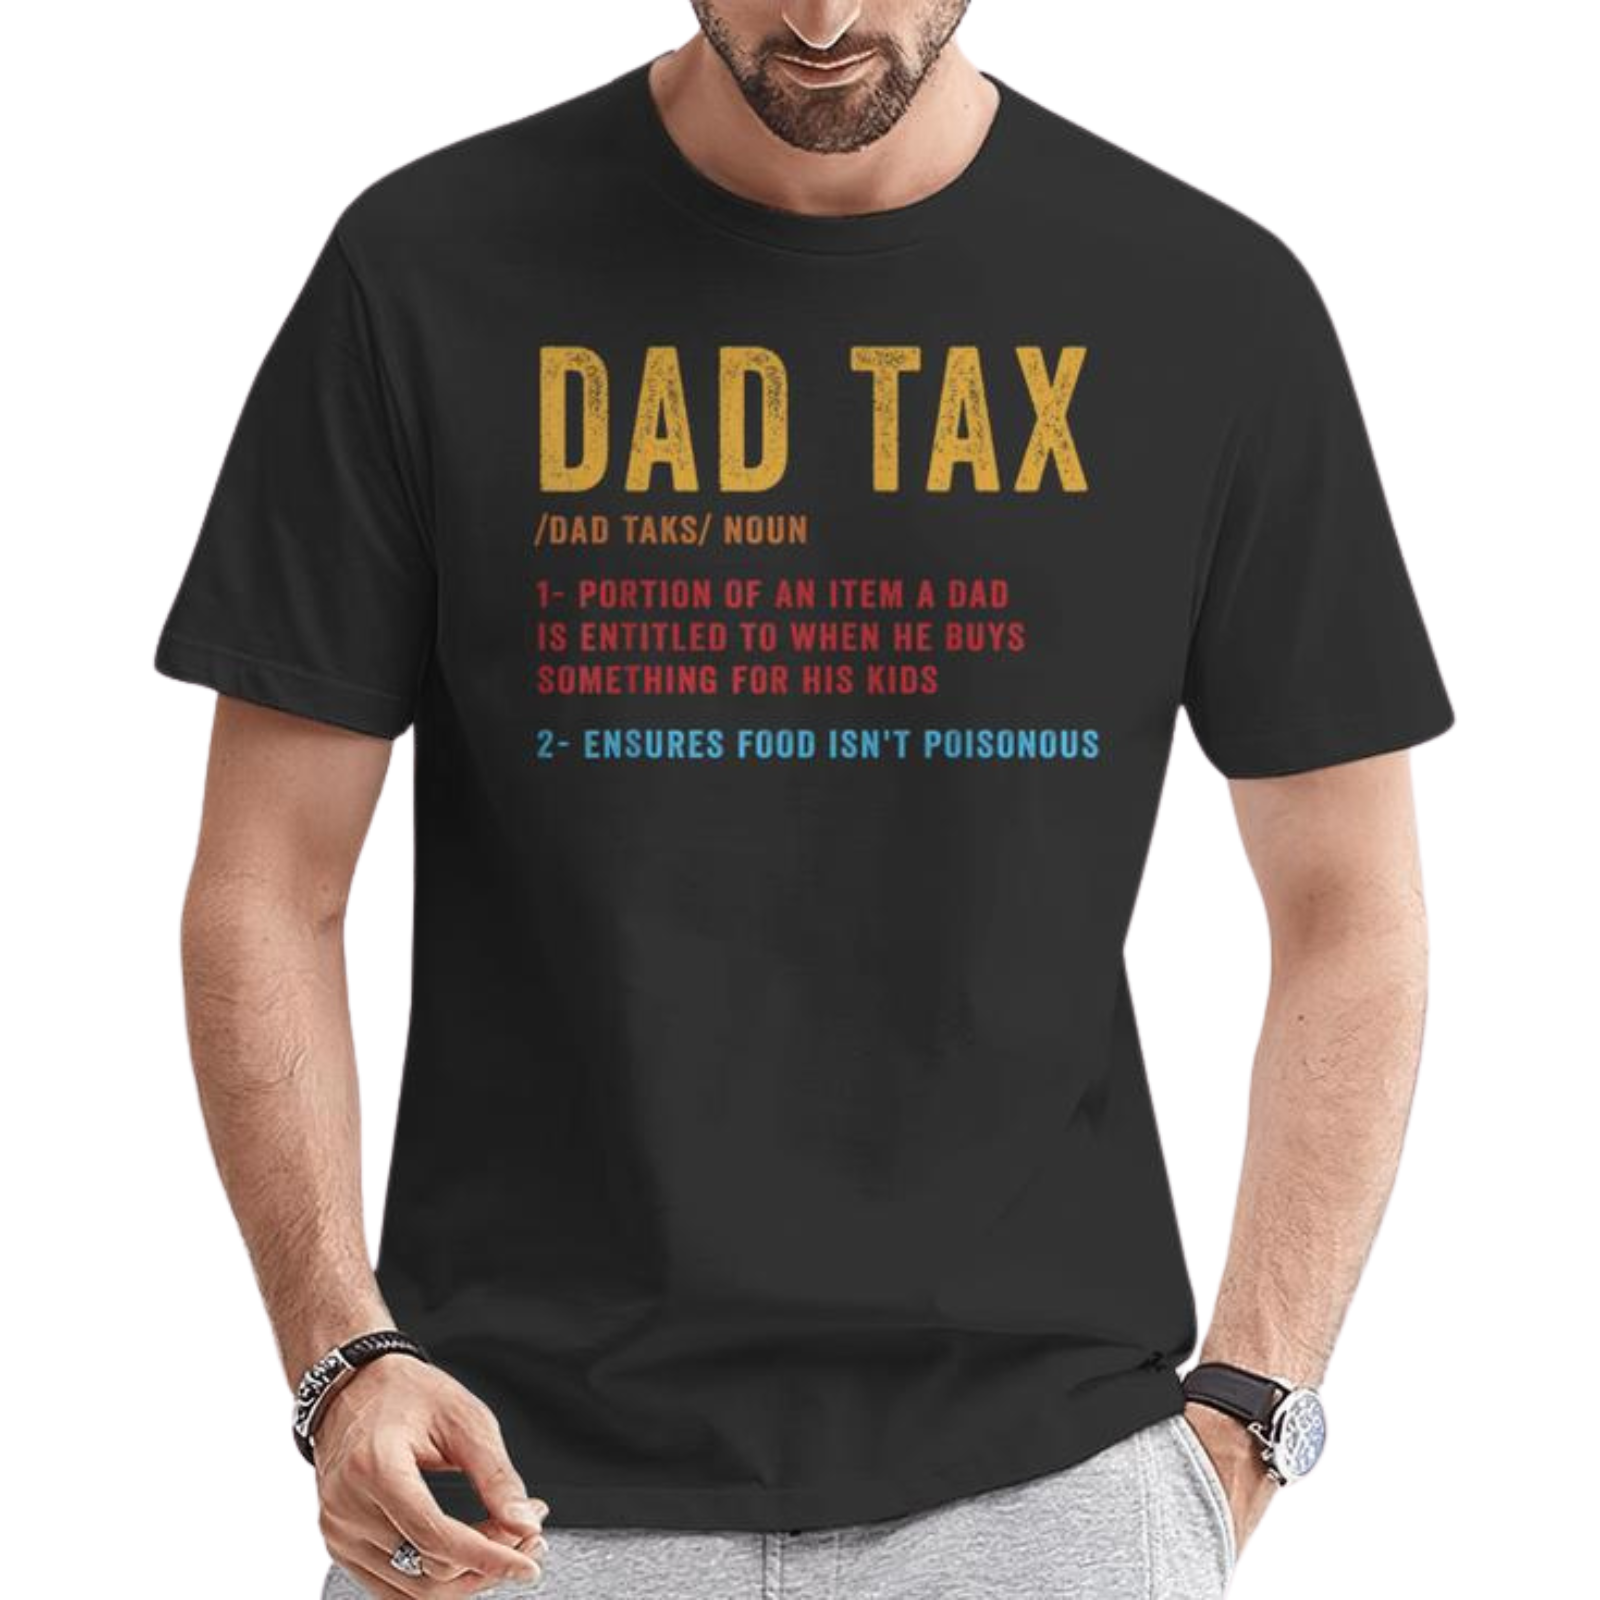 DAD TAX
/DAD TAKS/ NOUN
1- PORTION OF AN ITEM A DAD
IS ENTITLED TO WHEN HE BUYS
SOMETHING FOR HIS KIDS
2- ENSURES FOOD ISN'T POISONOUS